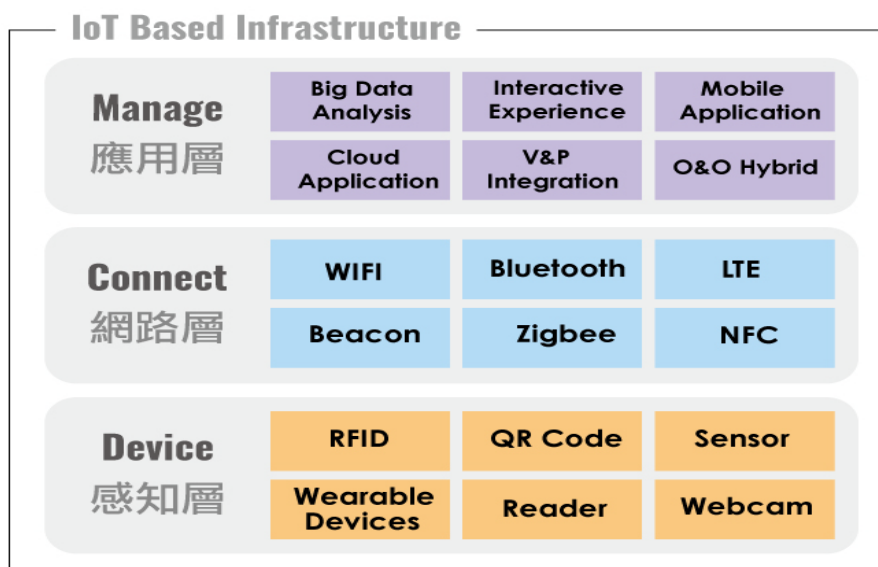 IoT Based Infrastructure
Manage
應用層
Big Data
Analysis
Interactive
Experience
Mobile
Application
Cloud
Application
V&P
Integration
O&O Hybrid
Connect
網路層
WIFI
Bluetooth
LTE
Beacon
Zigbee
NFC
Device
感知層
RFID
QR Code
Sensor
Wearable
Devices
Reader
Webcam